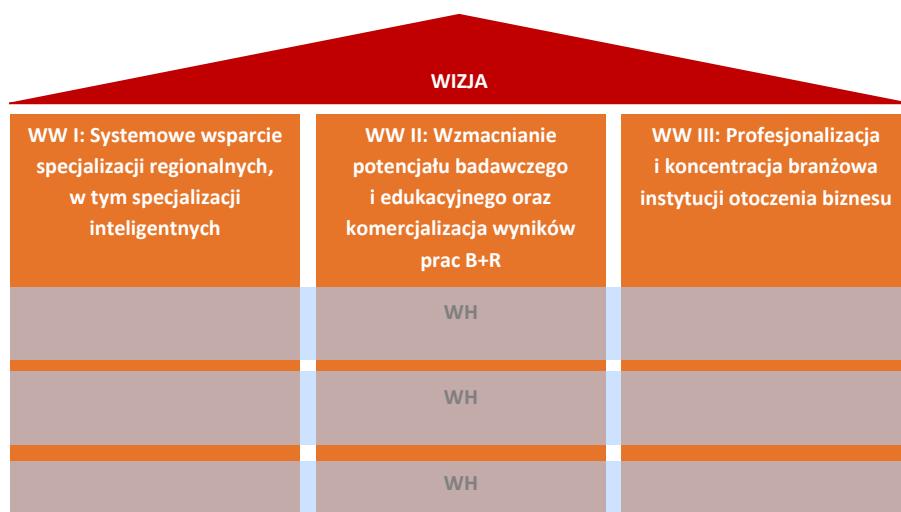 WIZJA
WW I: Systemowe wsparcie
specjalizacji regionalnych,
w tym specjalizacji
inteligentnych
WW II: Wzmacnianie
potencjału badawczego
i edukacyjnego oraz
komercjalizacja wyników
prac B+R
WW III: Profesjonalizacja
i koncentracja branżowa
instytucji otoczenia biznesu
WH
WH
WH